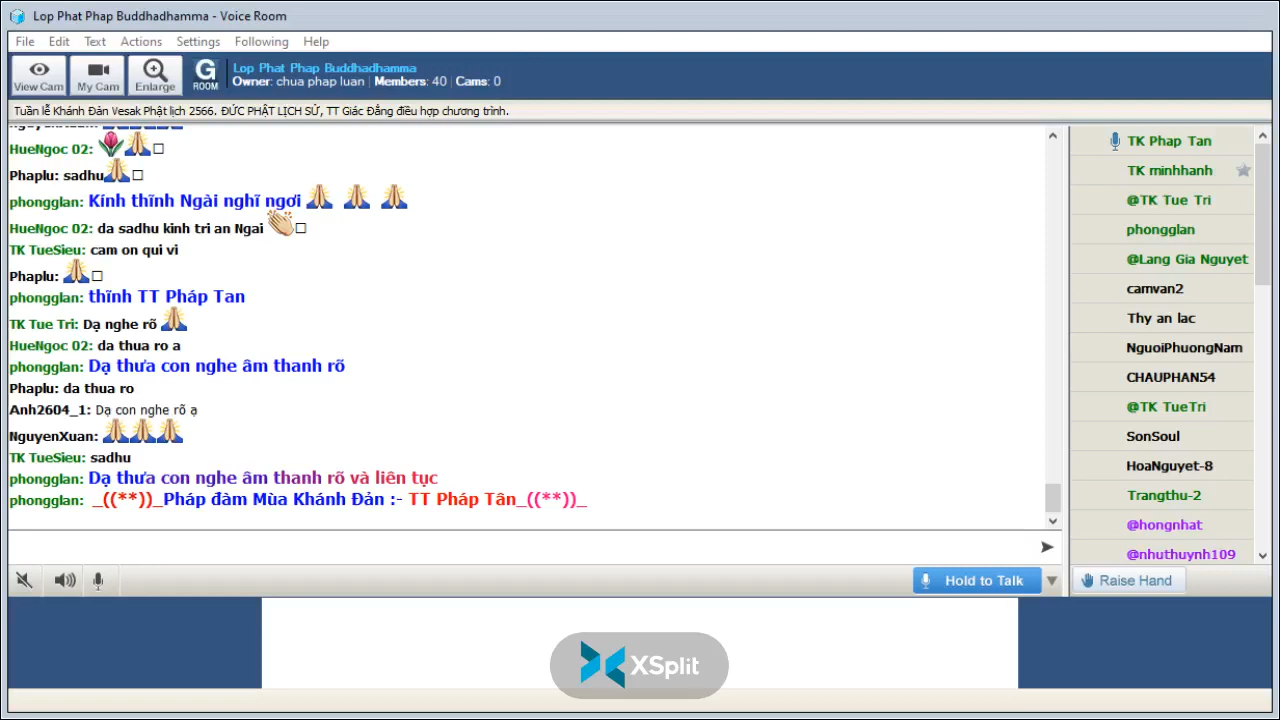 Lop Phat Phap Buddhadhamma - Voice Room
File Edit Text Actions Settings Following Help
View Cam My Cam Enlarge G ROOM
Lop Phat Phap Buddhadhamma
Owner: chua phap luan | Members: 40 | Cams: 0
Tuần lễ Khánh Đản Vesak Phật lịch 2566. ĐỨC PHẬT LỊCH SỬ, TT Giác Đẳng điều hợp chương trình.
HueNgoc 02:
Phaplu: sadhu
phongglan: Kính thĩnh Ngài nghĩ ngơi
HueNgoc 02: da sadhu kinh tri an Ngai
TK TueSieu: cam on qui vi
Phaplu:
phongglan: thĩnh TT Pháp Tan
TK Tue Tri: Dạ nghe rõ
HueNgoc 02: da thua ro a
phongglan: Dạ thưa con nghe âm thanh rõ
Phaplu: da thua ro
Anh2604_1: Dạ con nghe rõ ạ
NguyenXuan:
TK TueSieu: sadhu
phongglan: Dạ thưa con nghe âm thanh rõ và liên tục
phongglan: _((**))_Pháp đàm Mùa Khánh Đản :- TT Pháp Tân_((**))_
Hold to Talk
TK Phap Tan
TK minhhanh
@TK Tue Tri
phongglan
@Lang Gia Nguyet
camvan2
Thy an lac
NguoiPhuongNam
CHAUPHAN54
@TK TueTri
SonSoul
HoaNguyet-8
Trangthu-2
@hongnhat
@nhuthuynh109
Raise Hand
XSplit